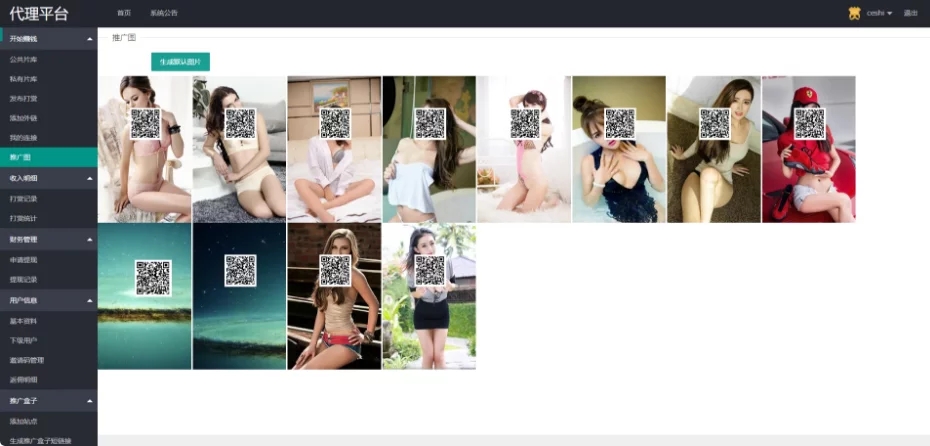 代理平台
首页
系统公告
ceshi
退出
开始赚钱
公共片库
私有片库
发布打赏
添加外链
我的连接
推广图
收入明细
打赏记录
打赏统计
财务管理
申请提现
提现记录
用户信息
基本资料
下级用户
邀请码管理
返佣明细
推广盒子
添加站点
生成推广盒子短链接
推广图
生成默认图片